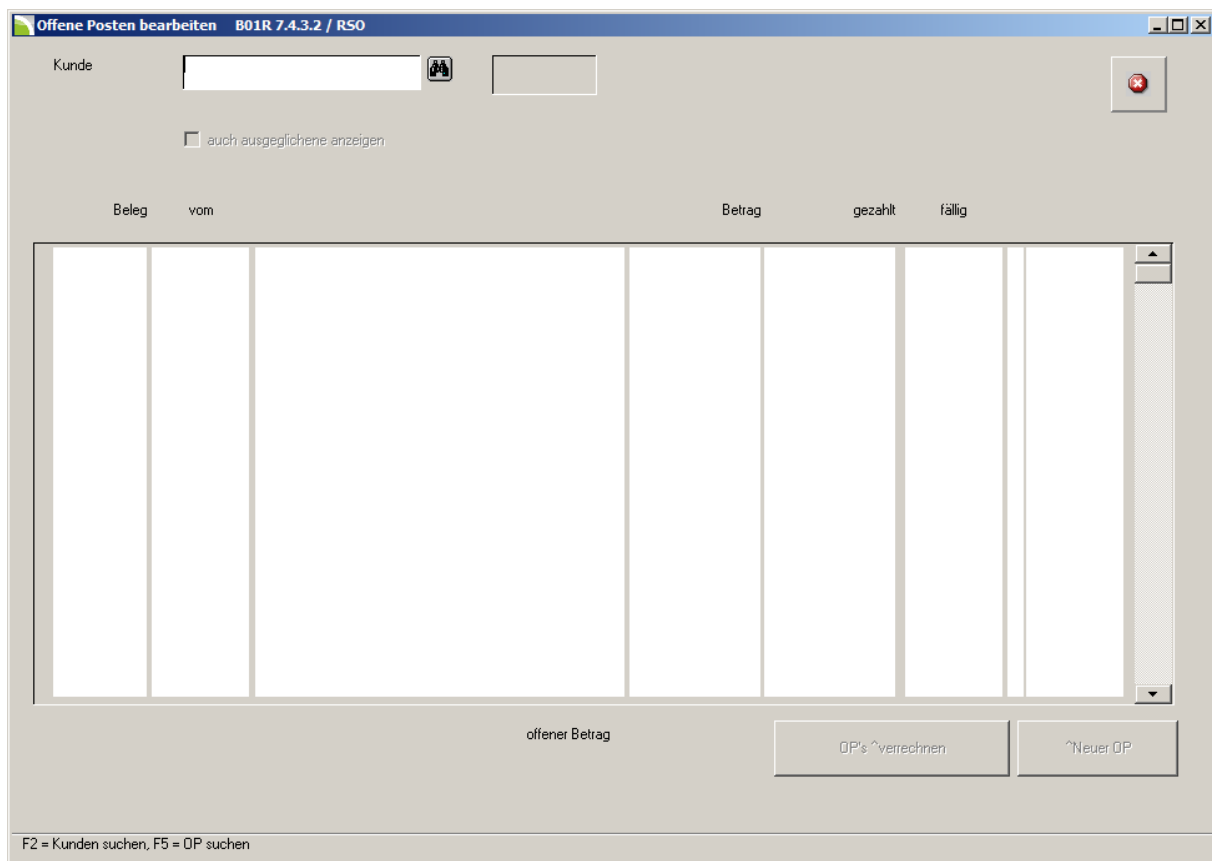 Offene Posten bearbeiten B01R 7.4.3.2 / RSO
Kunde
auch ausgeglichene anzeigen
Beleg vom Betrag gezahlt fällig
offener Betrag OP's ^verrechnen ^Neuer OP
F2 = Kunden suchen, F5 = OP suchen